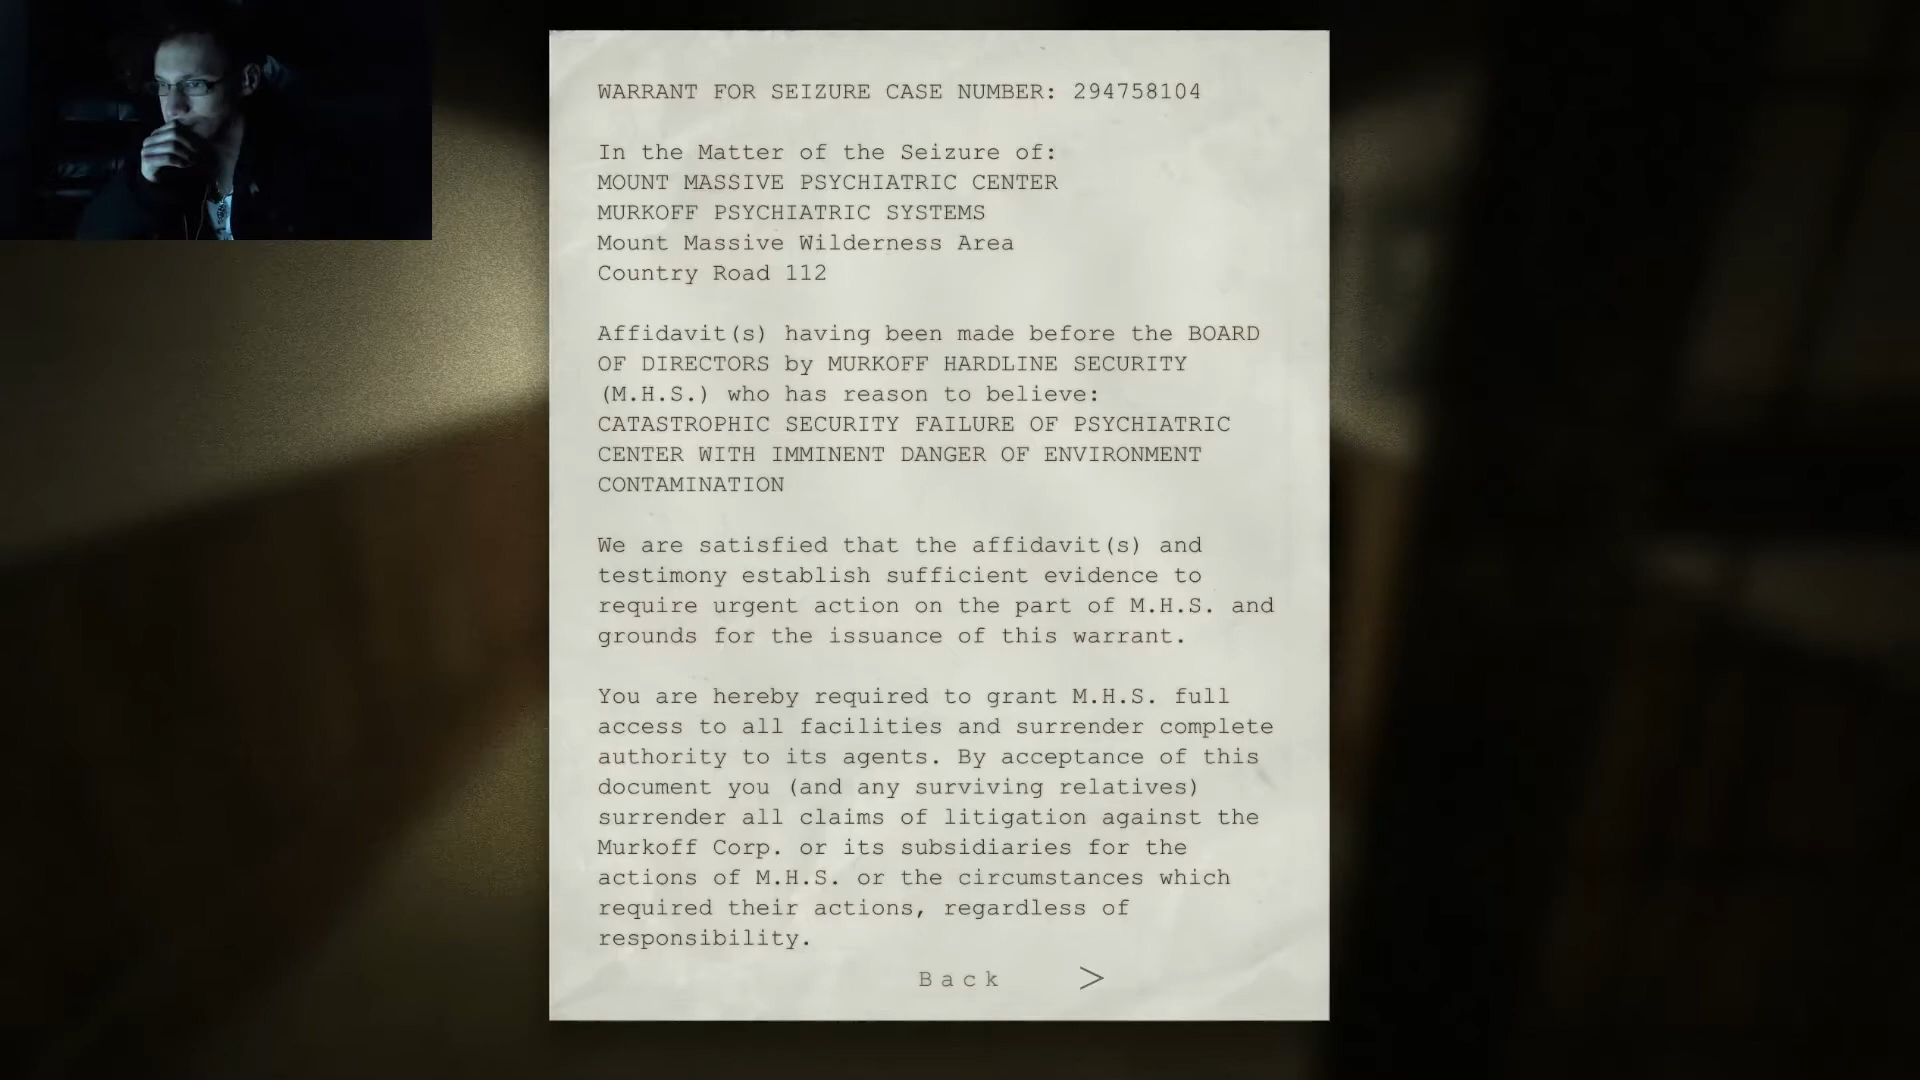 WARRANT FOR SEIZURE CASE NUMBER: 294758104
In the Matter of the Seizure of:
MOUNT MASSIVE PSYCHIATRIC CENTER
MURKOFF PSYCHIATRIC SYSTEMS
Mount Massive Wilderness Area
Country Road 112
Affidavit(s) having been made before the BOARD
OF DIRECTORS by MURKOFF HARDLINE SECURITY
(M.H.S.) who has reason to believe:
CATASTROPHIC SECURITY FAILURE OF PSYCHIATRIC
CENTER WITH IMMINENT DANGER OF ENVIRONMENT
CONTAMINATION
We are satisfied that the affidavit(s) and
testimony establish sufficient evidence to
require urgent action on the part of M.H.S. and
grounds for the issuance of this warrant.
You are hereby required to grant M.H.S. full
access to all facilities and surrender complete
authority to its agents. By acceptance of this
document you (and any surviving relatives)
surrender all claims of litigation against the
Murkoff Corp. or its subsidiaries for the
actions of M.H.S. or the circumstances which
required their actions, regardless of
responsibility.
Back >